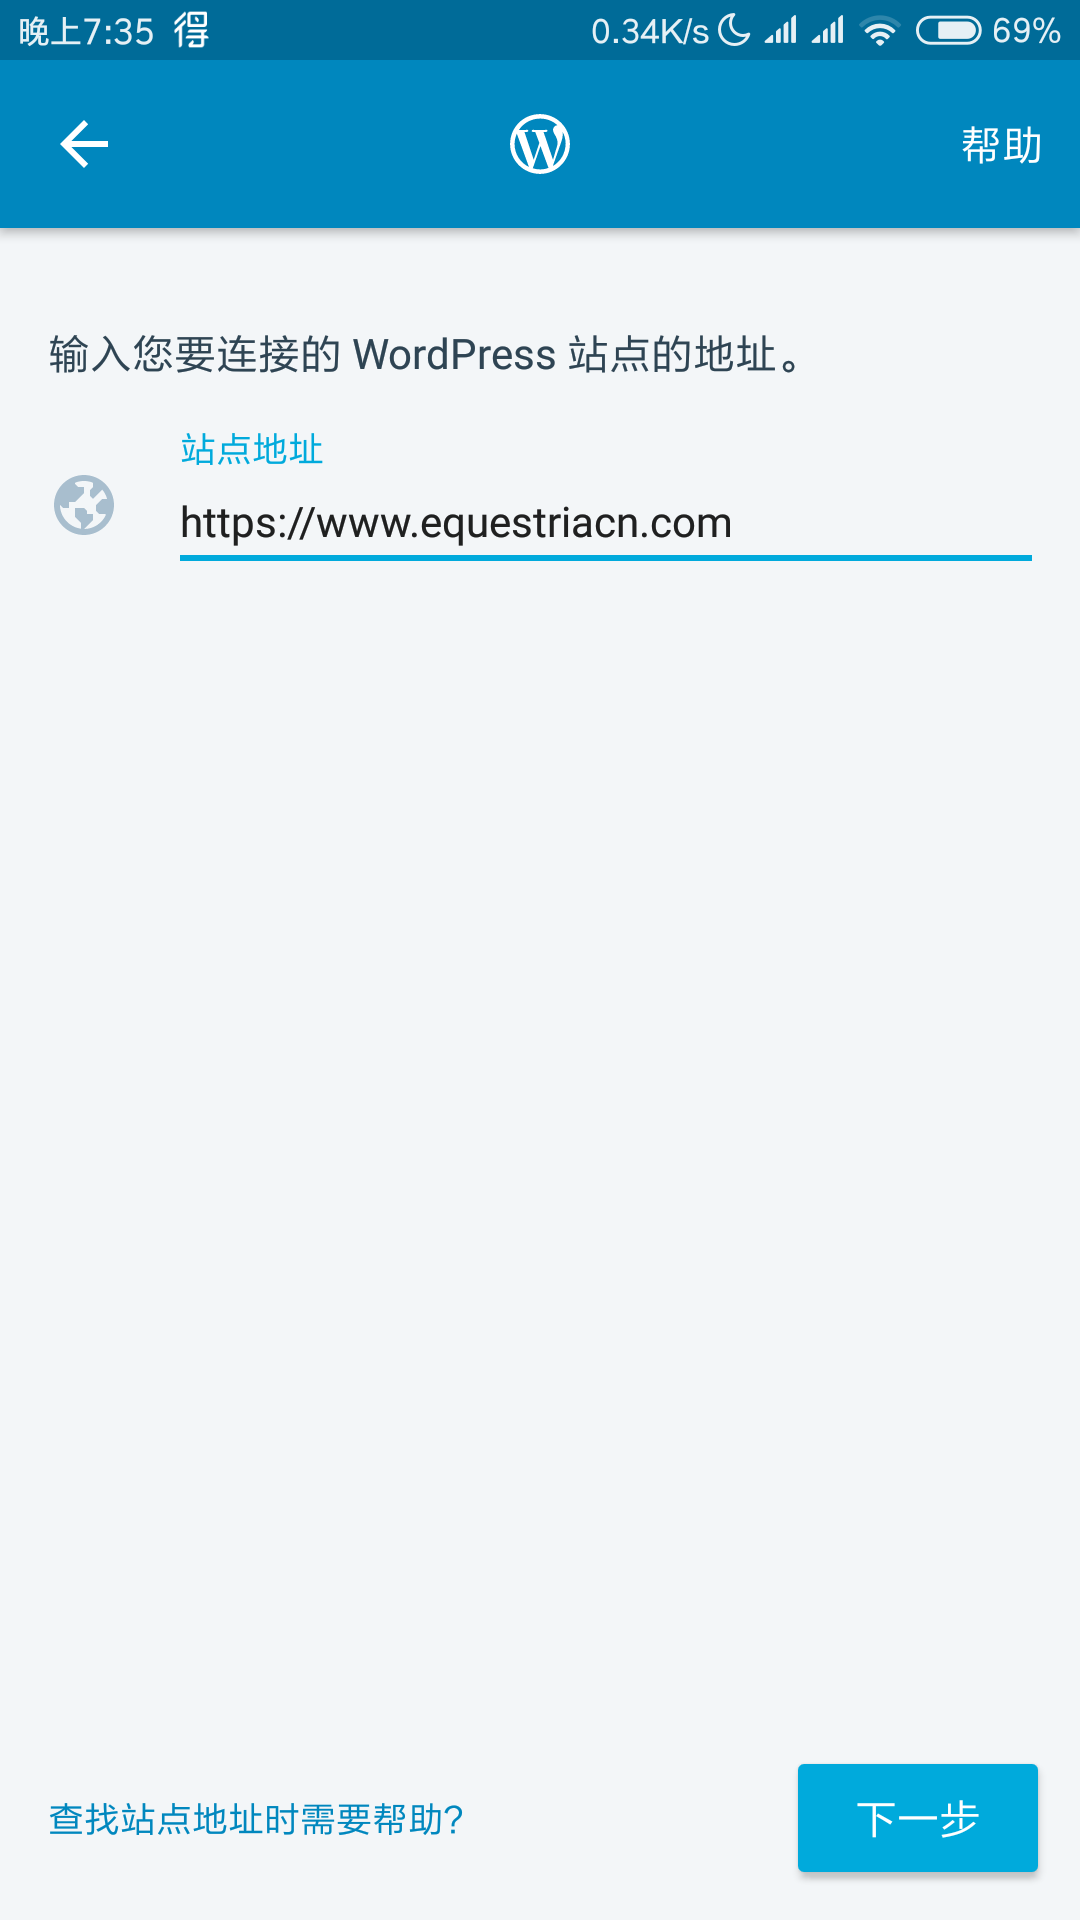 晚上7:35 得 0.34K/s 69%
帮助
输入您要连接的 WordPress 站点的地址。
站点地址
https://www.equestriacn.com
查找站点地址时需要帮助?
下一步